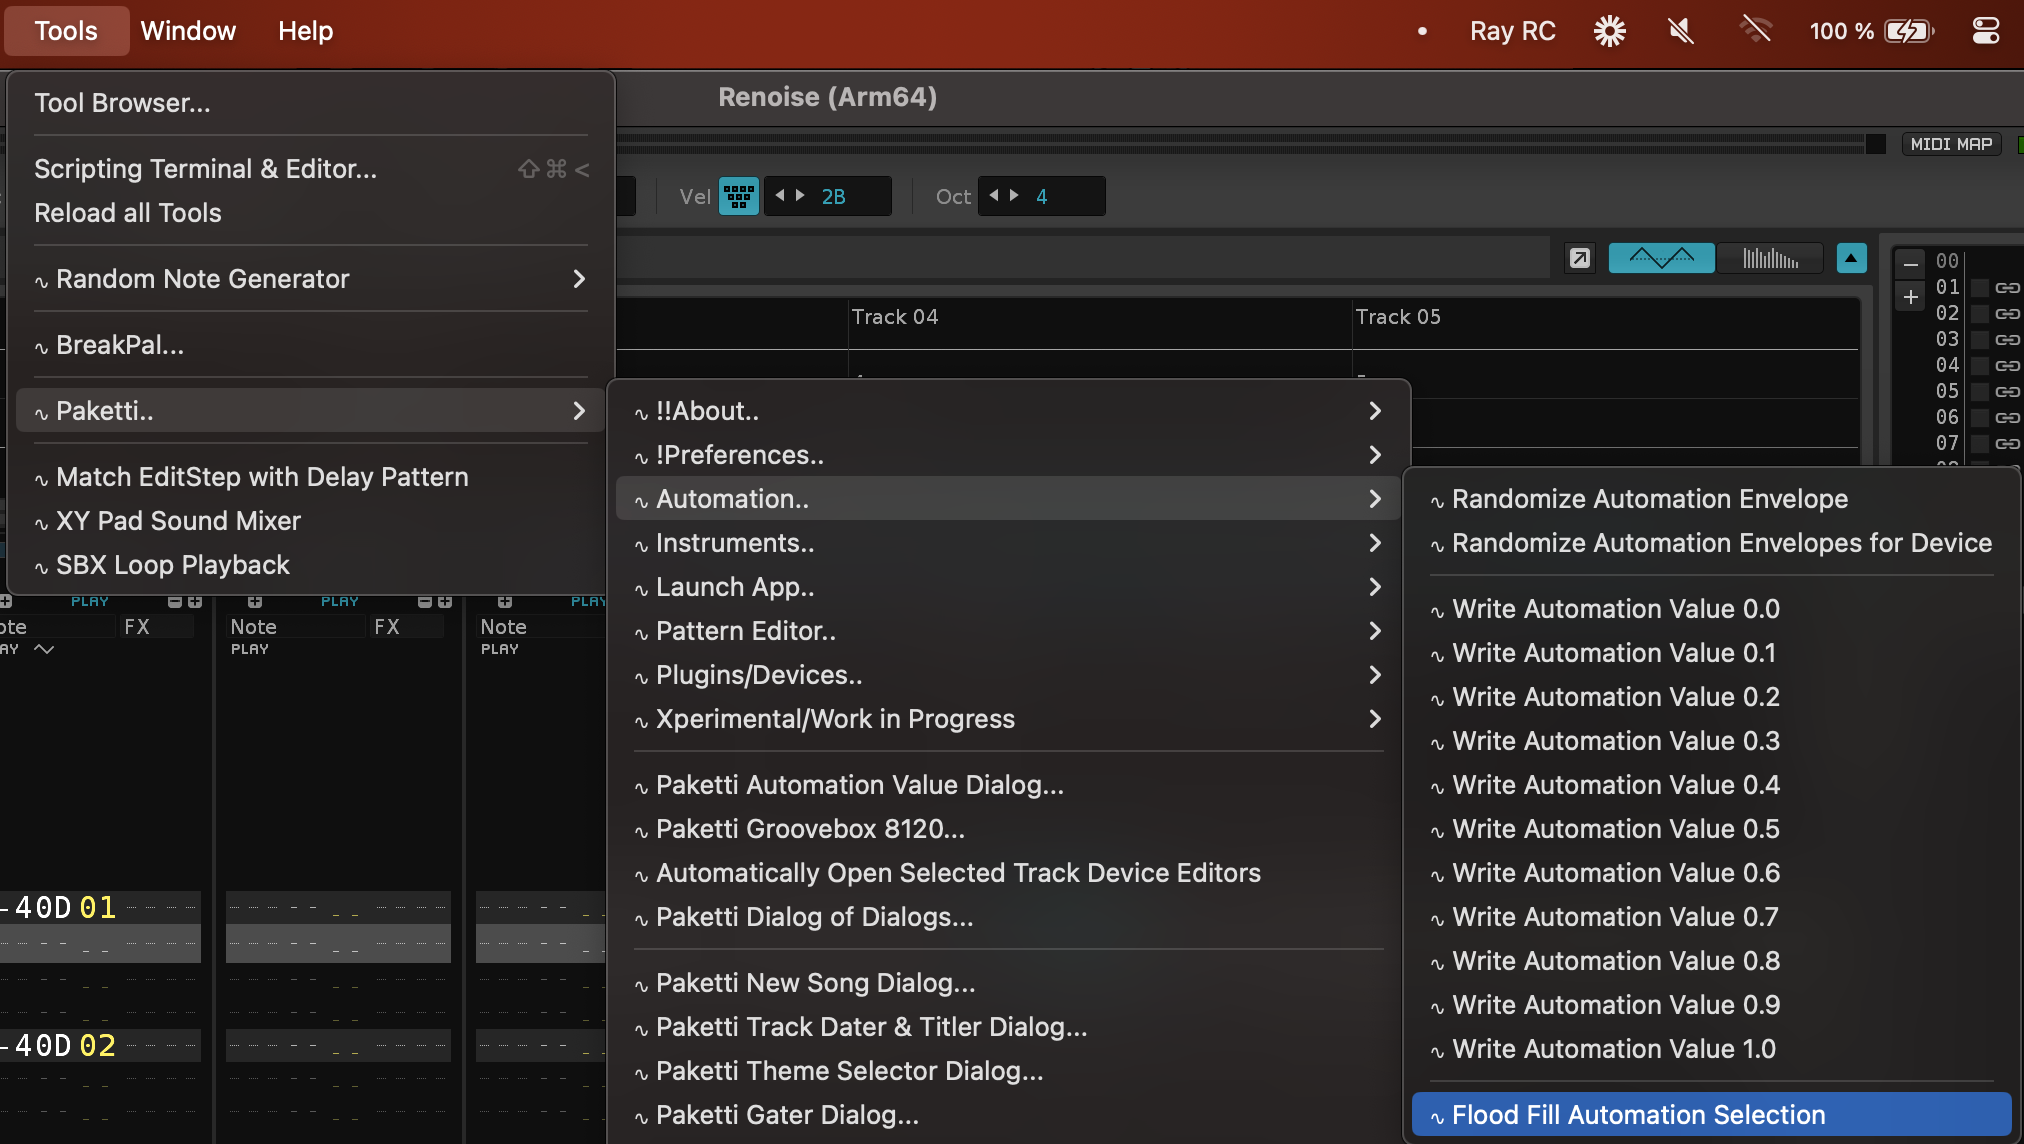 Tools Window Help Ray RC 100 %
Renoise (Arm64)
Tool Browser...
Scripting Terminal & Editor... ⇧⌘<
Reload all Tools
Random Note Generator
BreakPal...
Paketti..
Match EditStep with Delay Pattern
XY Pad Sound Mixer
SBX Loop Playback
MIDI MAP
Vel 2B Oct 4
Track 04 Track 05
00
01
02
03
04
05
06
07
!!About..
!Preferences..
Automation..
Instruments..
Launch App..
Pattern Editor..
Plugins/Devices..
Xperimental/Work in Progress
Paketti Automation Value Dialog...
Paketti Groovebox 8120...
Automatically Open Selected Track Device Editors
Paketti Dialog of Dialogs...
Paketti New Song Dialog...
Paketti Track Dater & Titler Dialog...
Paketti Theme Selector Dialog...
Paketti Gater Dialog...
Randomize Automation Envelope
Randomize Automation Envelopes for Device
Write Automation Value 0.0
Write Automation Value 0.1
Write Automation Value 0.2
Write Automation Value 0.3
Write Automation Value 0.4
Write Automation Value 0.5
Write Automation Value 0.6
Write Automation Value 0.7
Write Automation Value 0.8
Write Automation Value 0.9
Write Automation Value 1.0
Flood Fill Automation Selection
PLAY PLAY PLAY
ote FX Note FX Note
AY PLAY PLAY
-40D 01
-40D 02